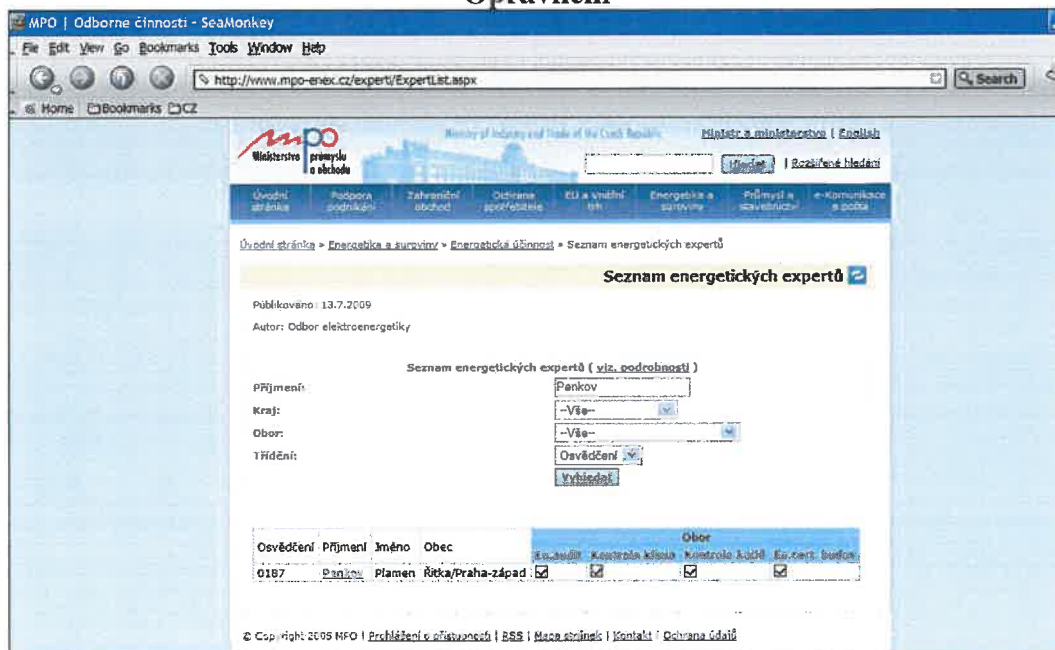 Oprávnění
MPO | Odborne činnosti - SeaMonkey
File Edit View Go Bookmarks Tools Window Help
http://www.mpo-enex.cz/experti/ExpertList.aspx
Search
Home Bookmarks CZ
mpo
Ministerstvo průmyslu
a obchodu
Ministry of Industry and Trade of the Czech Republic
Ministr a ministerstvo | English
Hledat | Rozšířené hledání
Úvodní stránka
Podpora podnikání
Zahraniční obchod
Ochrana spotřebitele
EU a vnitřní trh
Energetika a suroviny
Průmysl a stavebnictví
e-Komunikace a pošta
Úvodní stránka » Energetika a suroviny » Energetická účinnost » Seznam energetických expertů
Seznam energetických expertů
Publikováno: 13.7.2009
Autor: Odbor elektroenergetiky
Seznam energetických expertů ( viz. podrobnosti )
Příjmení: Penkov
Kraj: --Vše--
Obor: --Vše--
Třídění: Osvědčení
Vyhledat
Obor
Osvědčení Příjmení Jméno Obec En.audit Kontrola klima Kontrola kotlů En.cert. budov
0187 Penkov Plamen Řitka/Praha-západ
© Copyright 2005 MPO | Prohlášení o přístupnosti | RSS | Mapa stránek | Kontakt | Ochrana údajů